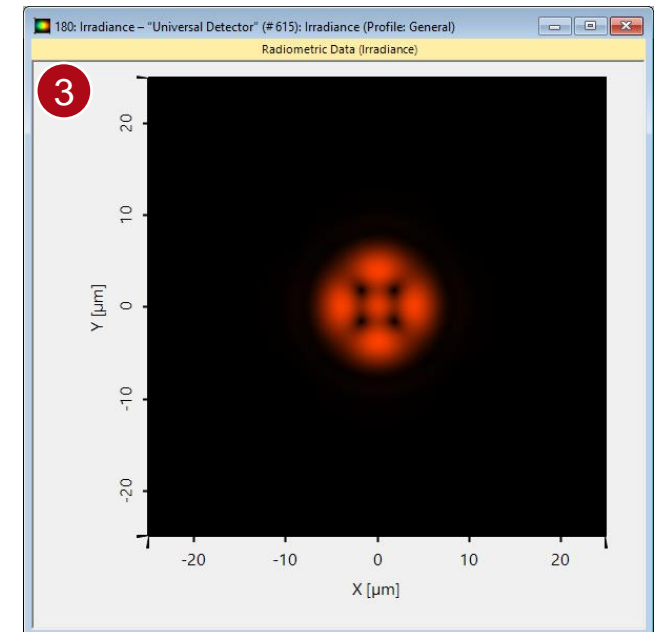 180: Irradiance – "Universal Detector" (#615): Irradiance (Profile: General)
Radiometric Data (Irradiance)
3
20
10
0
-10
-20
Y [µm]
-20 -10 0 10 20
X [µm]